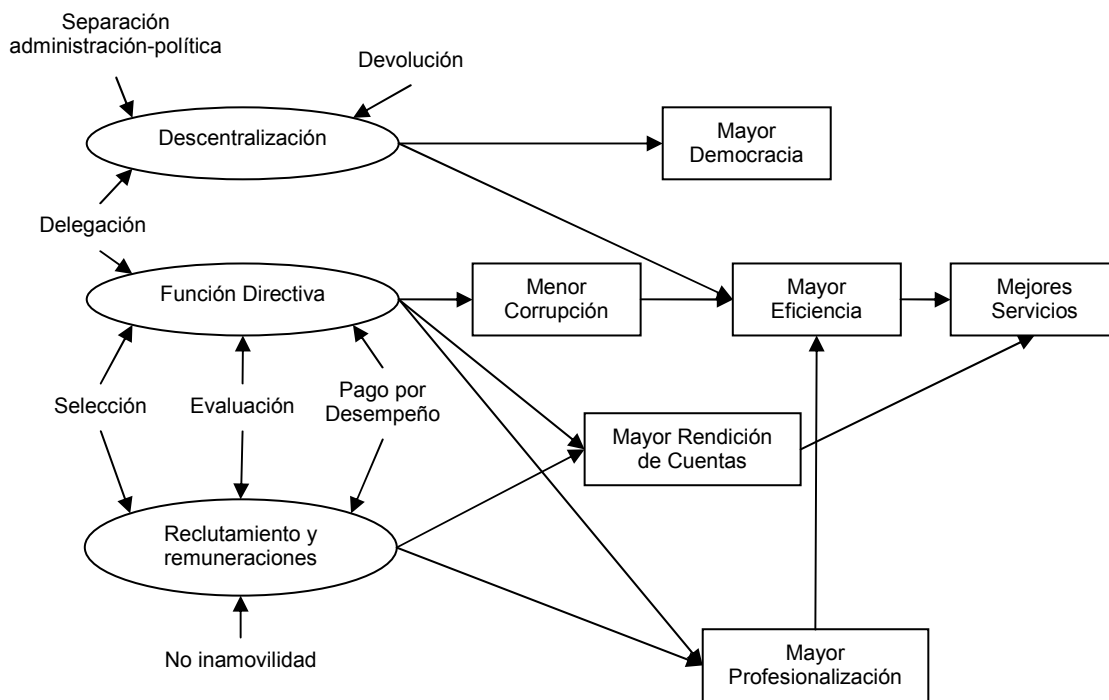 Separación
administración-política
Devolución
Descentralización
Mayor
Democracia
Delegación
Función Directiva
Menor
Corrupción
Mayor
Eficiencia
Mejores
Servicios
Selección
Evaluación
Pago por
Desempeño
Mayor Rendición
de Cuentas
Reclutamiento y
remuneraciones
No inamovilidad
Mayor
Profesionalización